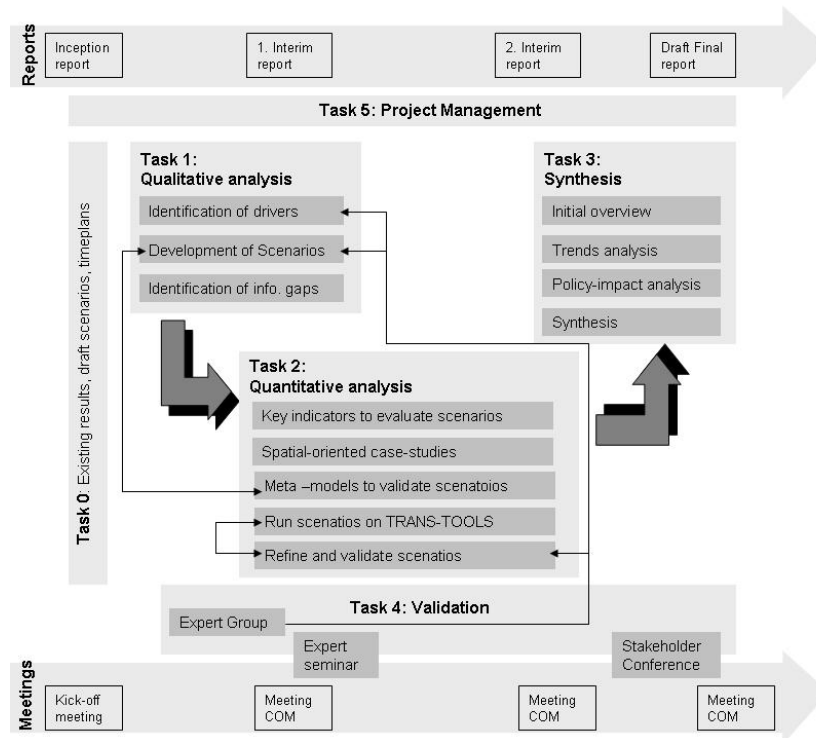 Reports
Inception
report
1. Interim
report
2. Interim
report
Draft Final
report
Task 5: Project Management
Task 0: Existing results, draft scenarios, timeplans
Task 1:
Qualitative analysis
Identification of drivers
Development of Scenarios
Identification of info. gaps
Task 3:
Synthesis
Initial overview
Trends analysis
Policy-impact analysis
Synthesis
Task 2:
Quantitative analysis
Key indicators to evaluate scenarios
Spatial-oriented case-studies
Meta –models to validate scenatoios
Run scenatios on TRANS-TOOLS
Refine and validate scenatios
Task 4: Validation
Expert Group
Expert
seminar
Stakeholder
Conference
Meetings
Kick-off
meeting
Meeting
COM
Meeting
COM
Meeting
COM